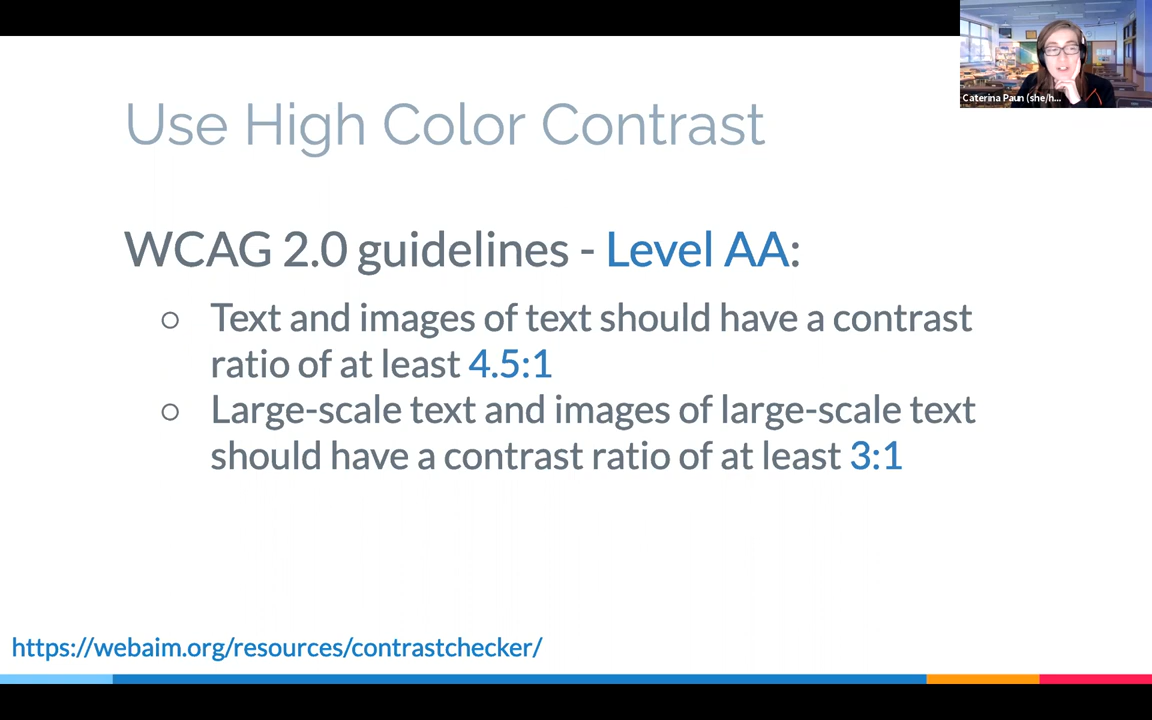 Caterina Paun (she/h...
Use High Color Contrast
WCAG 2.0 guidelines - Level AA:
○ Text and images of text should have a contrast
ratio of at least 4.5:1
○ Large-scale text and images of large-scale text
should have a contrast ratio of at least 3:1
https://webaim.org/resources/contrastchecker/